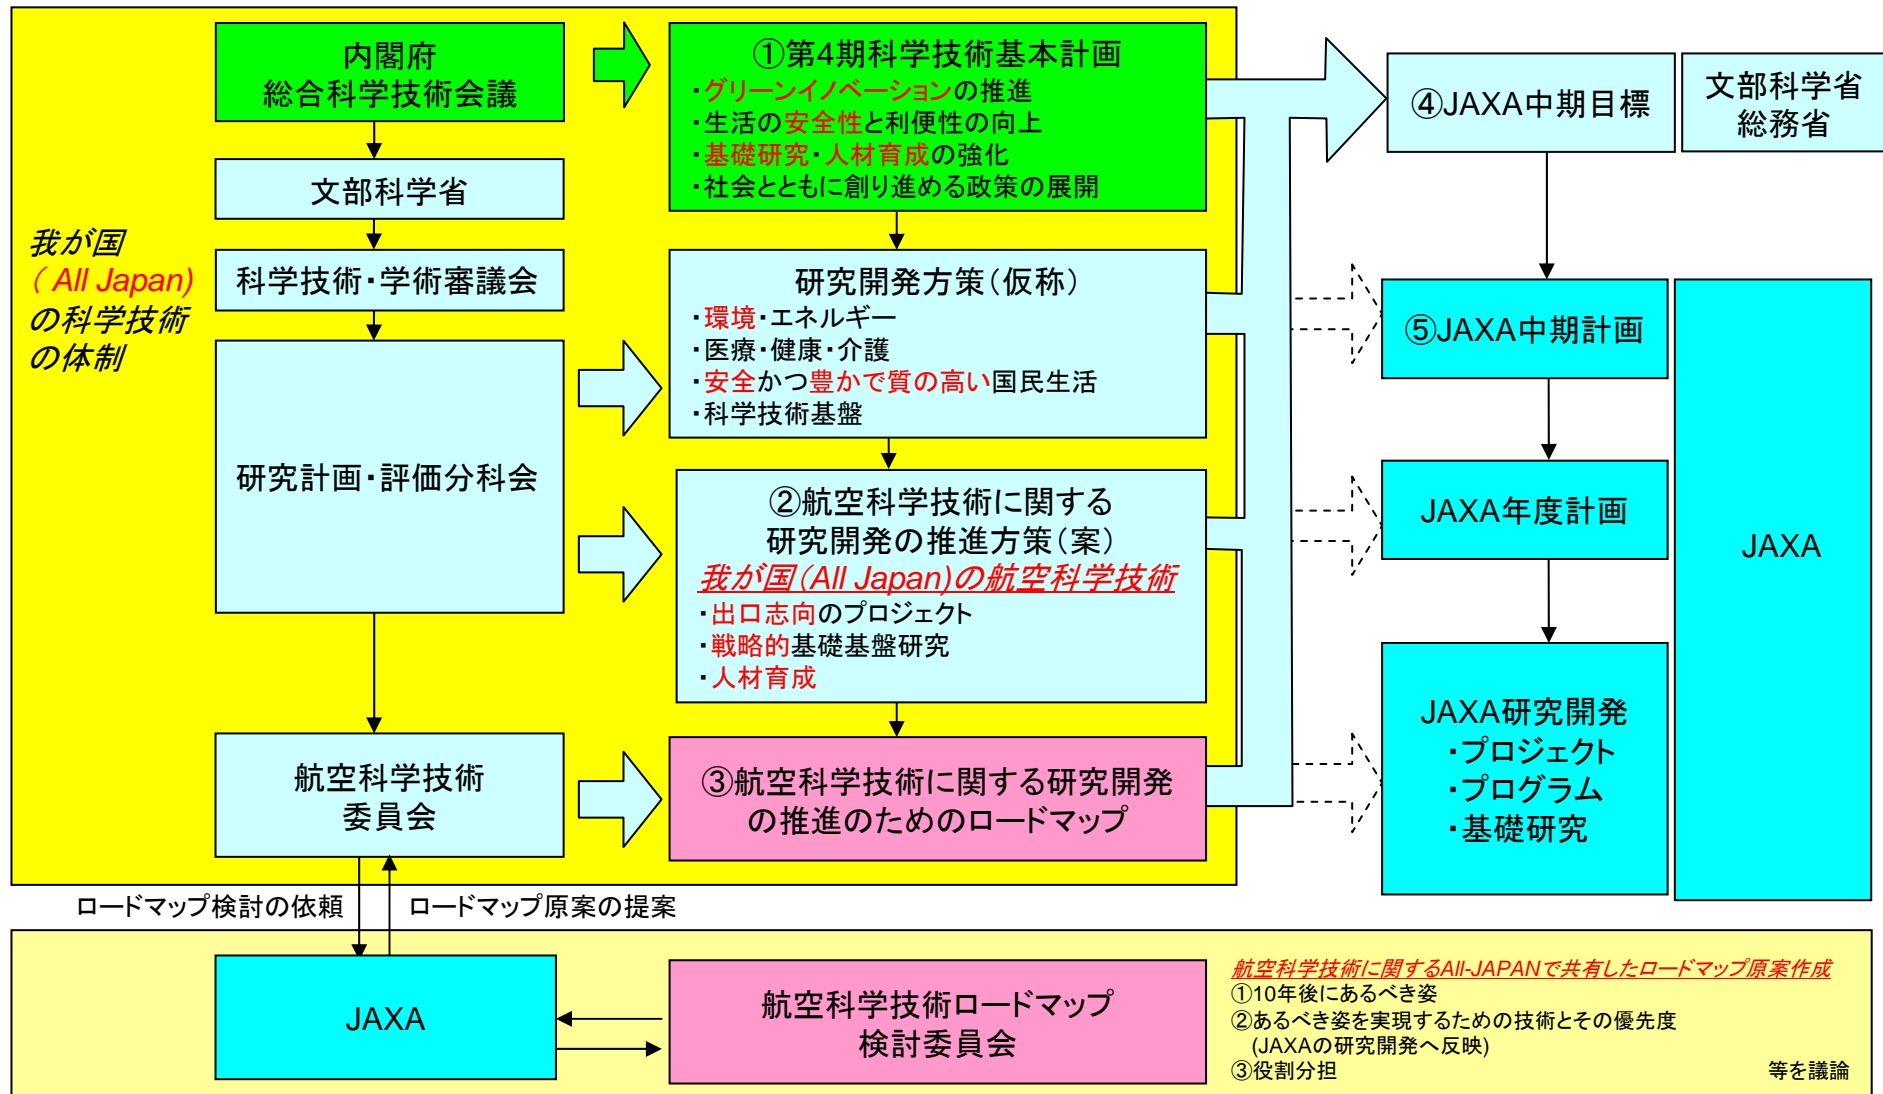 我が国
（ All Japan)
の科学技術
の体制
内閣府
総合科学技術会議
文部科学省
科学技術・学術審議会
研究計画・評価分科会
航空科学技術
委員会
①第4期科学技術基本計画
・グリーンイノベーションの推進
・生活の安全性と利便性の向上
・基礎研究・人材育成の強化
・社会とともに創り進める政策の展開
研究開発方策（仮称）
・環境・エネルギー
・医療・健康・介護
・安全かつ豊かで質の高い国民生活
・科学技術基盤
②航空科学技術に関する
研究開発の推進方策（案）
我が国（All Japan)の航空科学技術
・出口志向のプロジェクト
・戦略的基礎基盤研究
・人材育成
③航空科学技術に関する研究開発
の推進のためのロードマップ
④JAXA中期目標
文部科学省
総務省
⑤JAXA中期計画
JAXA年度計画
JAXA研究開発
・プロジェクト
・プログラム
・基礎研究
JAXA
ロードマップ検討の依頼
ロードマップ原案の提案
JAXA
航空科学技術ロードマップ
検討委員会
航空科学技術に関するAll-JAPANで共有したロードマップ原案作成
①10年後にあるべき姿
②あるべき姿を実現するための技術とその優先度
(JAXAの研究開発へ反映)
③役割分担 等を議論